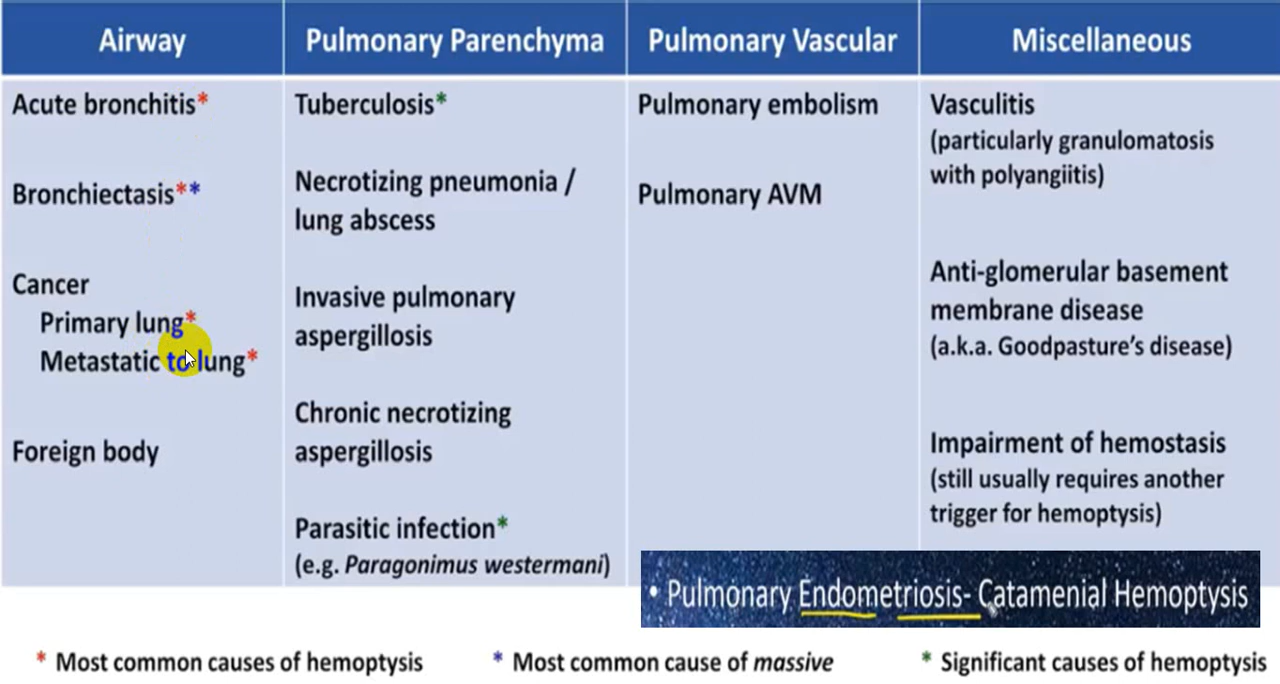 Airway
Acute bronchitis*
Bronchiectasis**
Cancer
Primary lung*
Metastatic to lung*
Foreign body
Pulmonary Parenchyma
Tuberculosis*
Necrotizing pneumonia /
lung abscess
Invasive pulmonary
aspergillosis
Chronic necrotizing
aspergillosis
Parasitic infection*
(e.g. Paragonimus westermani)
Pulmonary Vascular
Pulmonary embolism
Pulmonary AVM
Miscellaneous
Vasculitis
(particularly granulomatosis
with polyangiitis)
Anti-glomerular basement
membrane disease
(a.k.a. Goodpasture's disease)
Impairment of hemostasis
(still usually requires another
trigger for hemoptysis)
• Pulmonary Endometriosis- Catamenial Hemoptysis
* Most common causes of hemoptysis
* Most common cause of massive
* Significant causes of hemoptysis